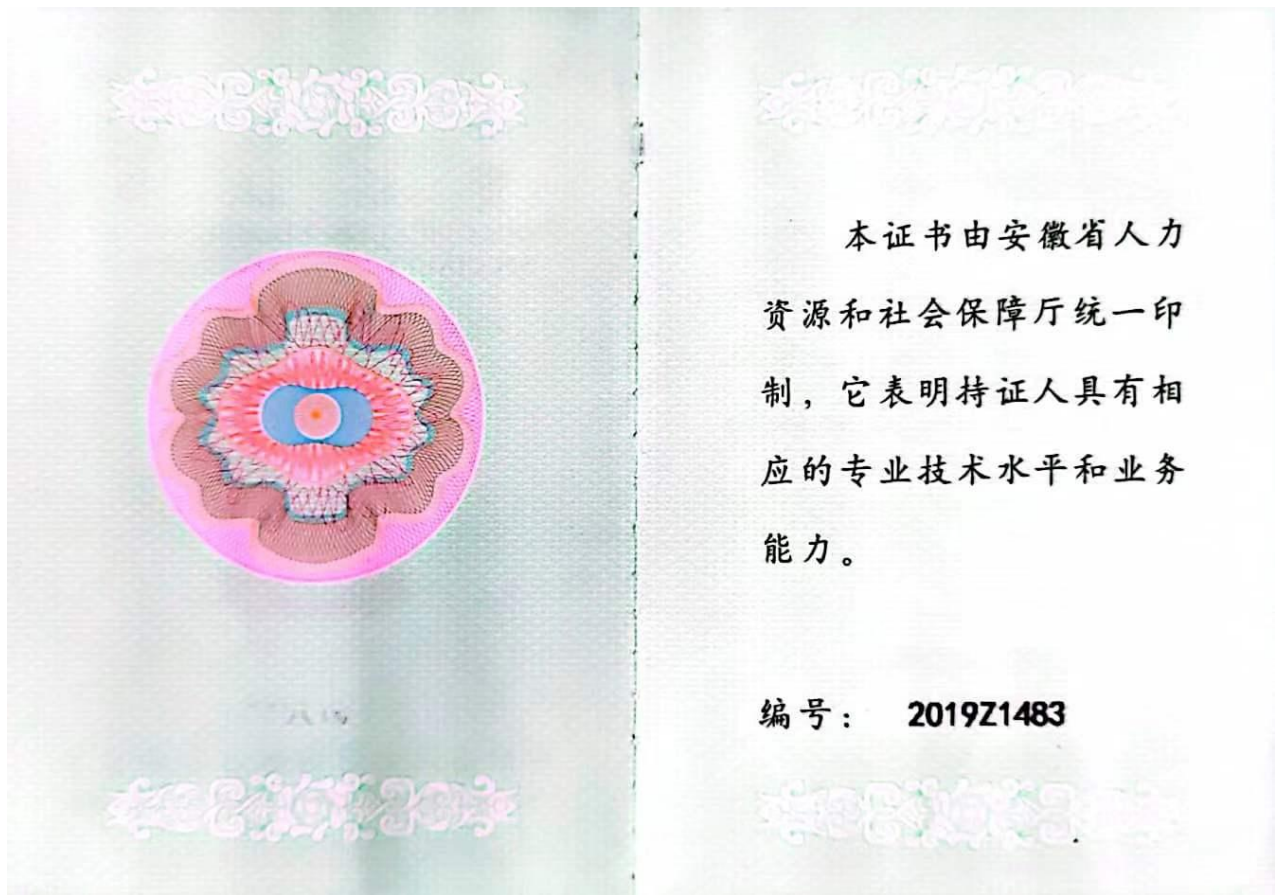 本证书由安徽省人力
资源和社会保障厅统一印
制，它表明持证人具有相
应的专业技术水平和业务
能力。
编号： 2019Z1483